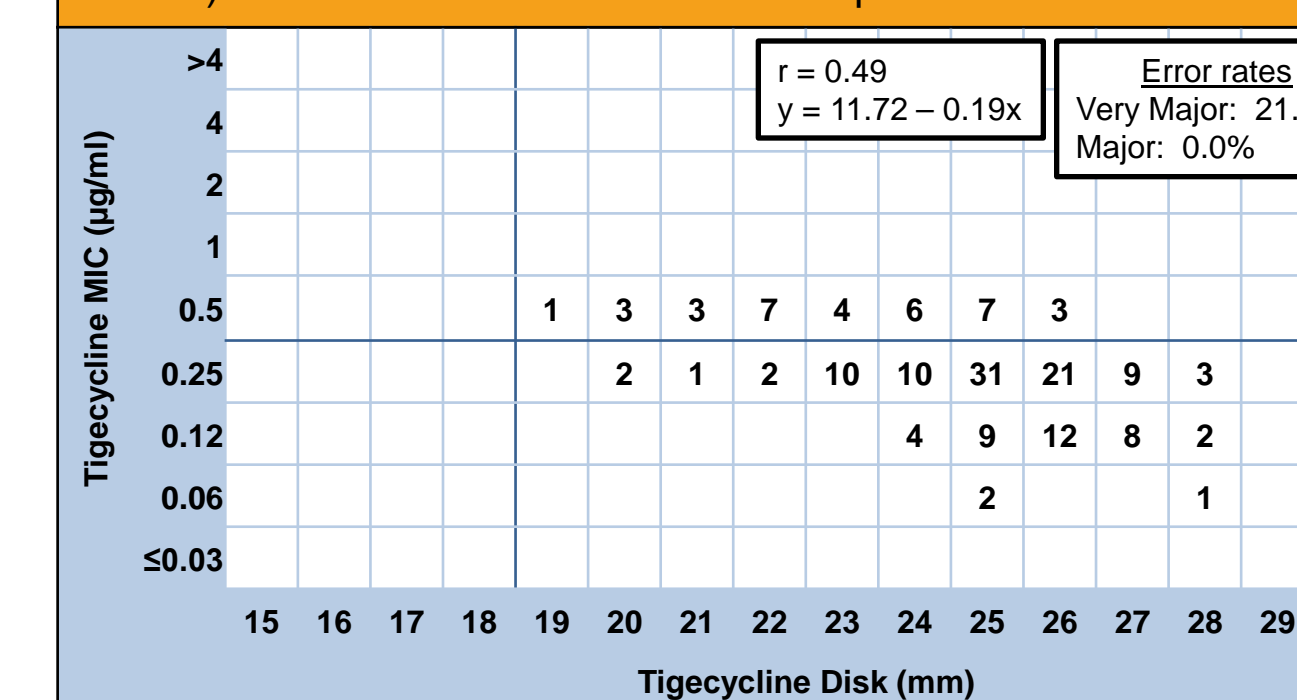 >4
r = 0.49
y = 11.72 – 0.19x
Error rates
Very Major: 21.
Major: 0.0%
4
2
1
0.5 1 3 3 7 4 6 7 3
0.25 2 1 2 10 10 31 21 9 3
0.12 4 9 12 8 2
0.06 2 1
≤0.03
15 16 17 18 19 20 21 22 23 24 25 26 27 28 29
Tigecycline MIC (µg/ml)
Tigecycline Disk (mm)